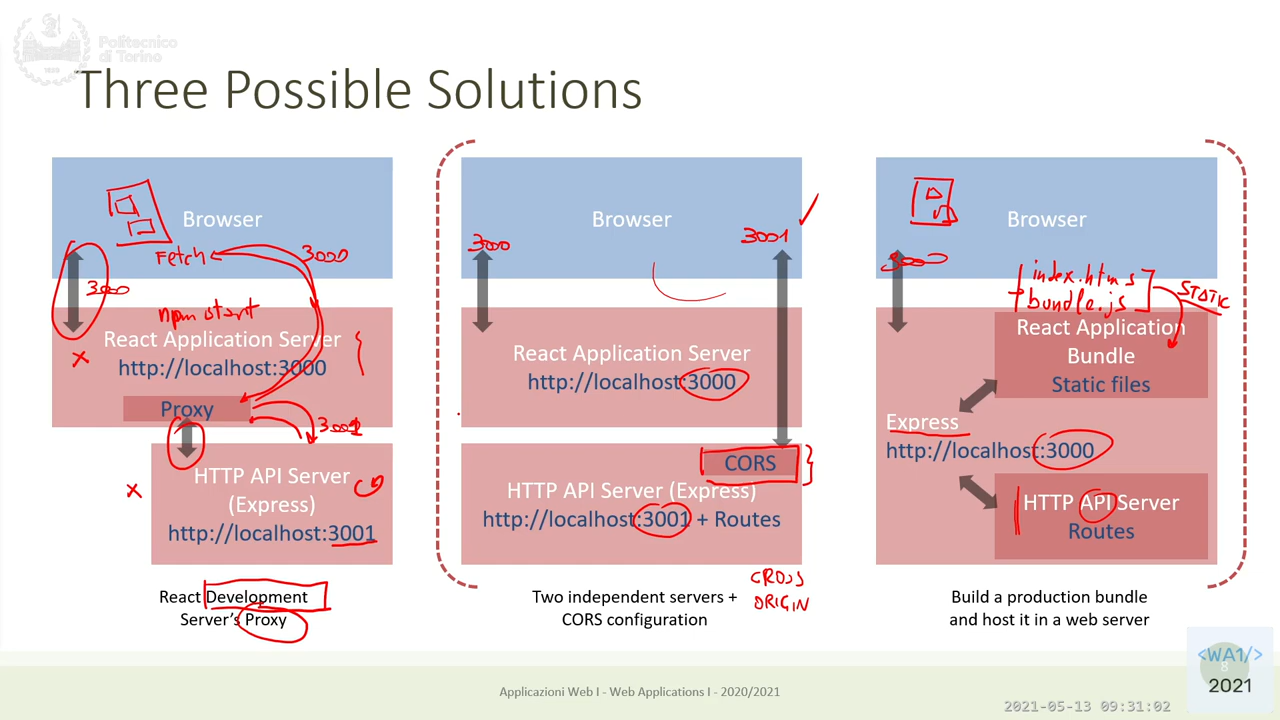 Politecnico
di Torino
Three Possible Solutions
Browser
Fetch
3000
3000
npm start
React Application Server
http://localhost:3000
Proxy
3001
HTTP API Server
(Express)
http://localhost:3001
React Development
Server's Proxy
Browser
3000
3001
React Application Server
http://localhost:3000
CORS
HTTP API Server (Express)
http://localhost:3001 + Routes
CROSS
ORIGIN
Two independent servers +
CORS configuration
Browser
3000
bundle.js
STATIC
React Application
Bundle
Static files
Express
http://localhost:3000
HTTP API Server
Routes
Build a production bundle
and host it in a web server
<WA1/>
8
2021
Applicazioni Web I - Web Applications I - 2020/2021
2021-05-13 09:31:02